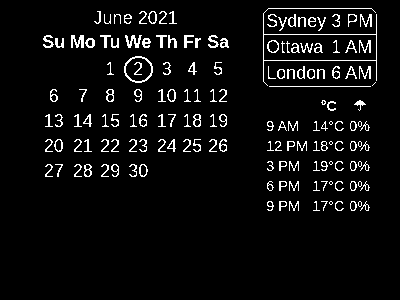 June 2021
Su Mo Tu We Th Fr Sa
1 2 3 4 5
6 7 8 9 10 11 12
13 14 15 16 17 18 19
20 21 22 23 24 25 26
27 28 29 30
Sydney 3 PM
Ottawa 1 AM
London 6 AM
°C ☂
9 AM 14°C 0%
12 PM 18°C 0%
3 PM 19°C 0%
6 PM 17°C 0%
9 PM 17°C 0%